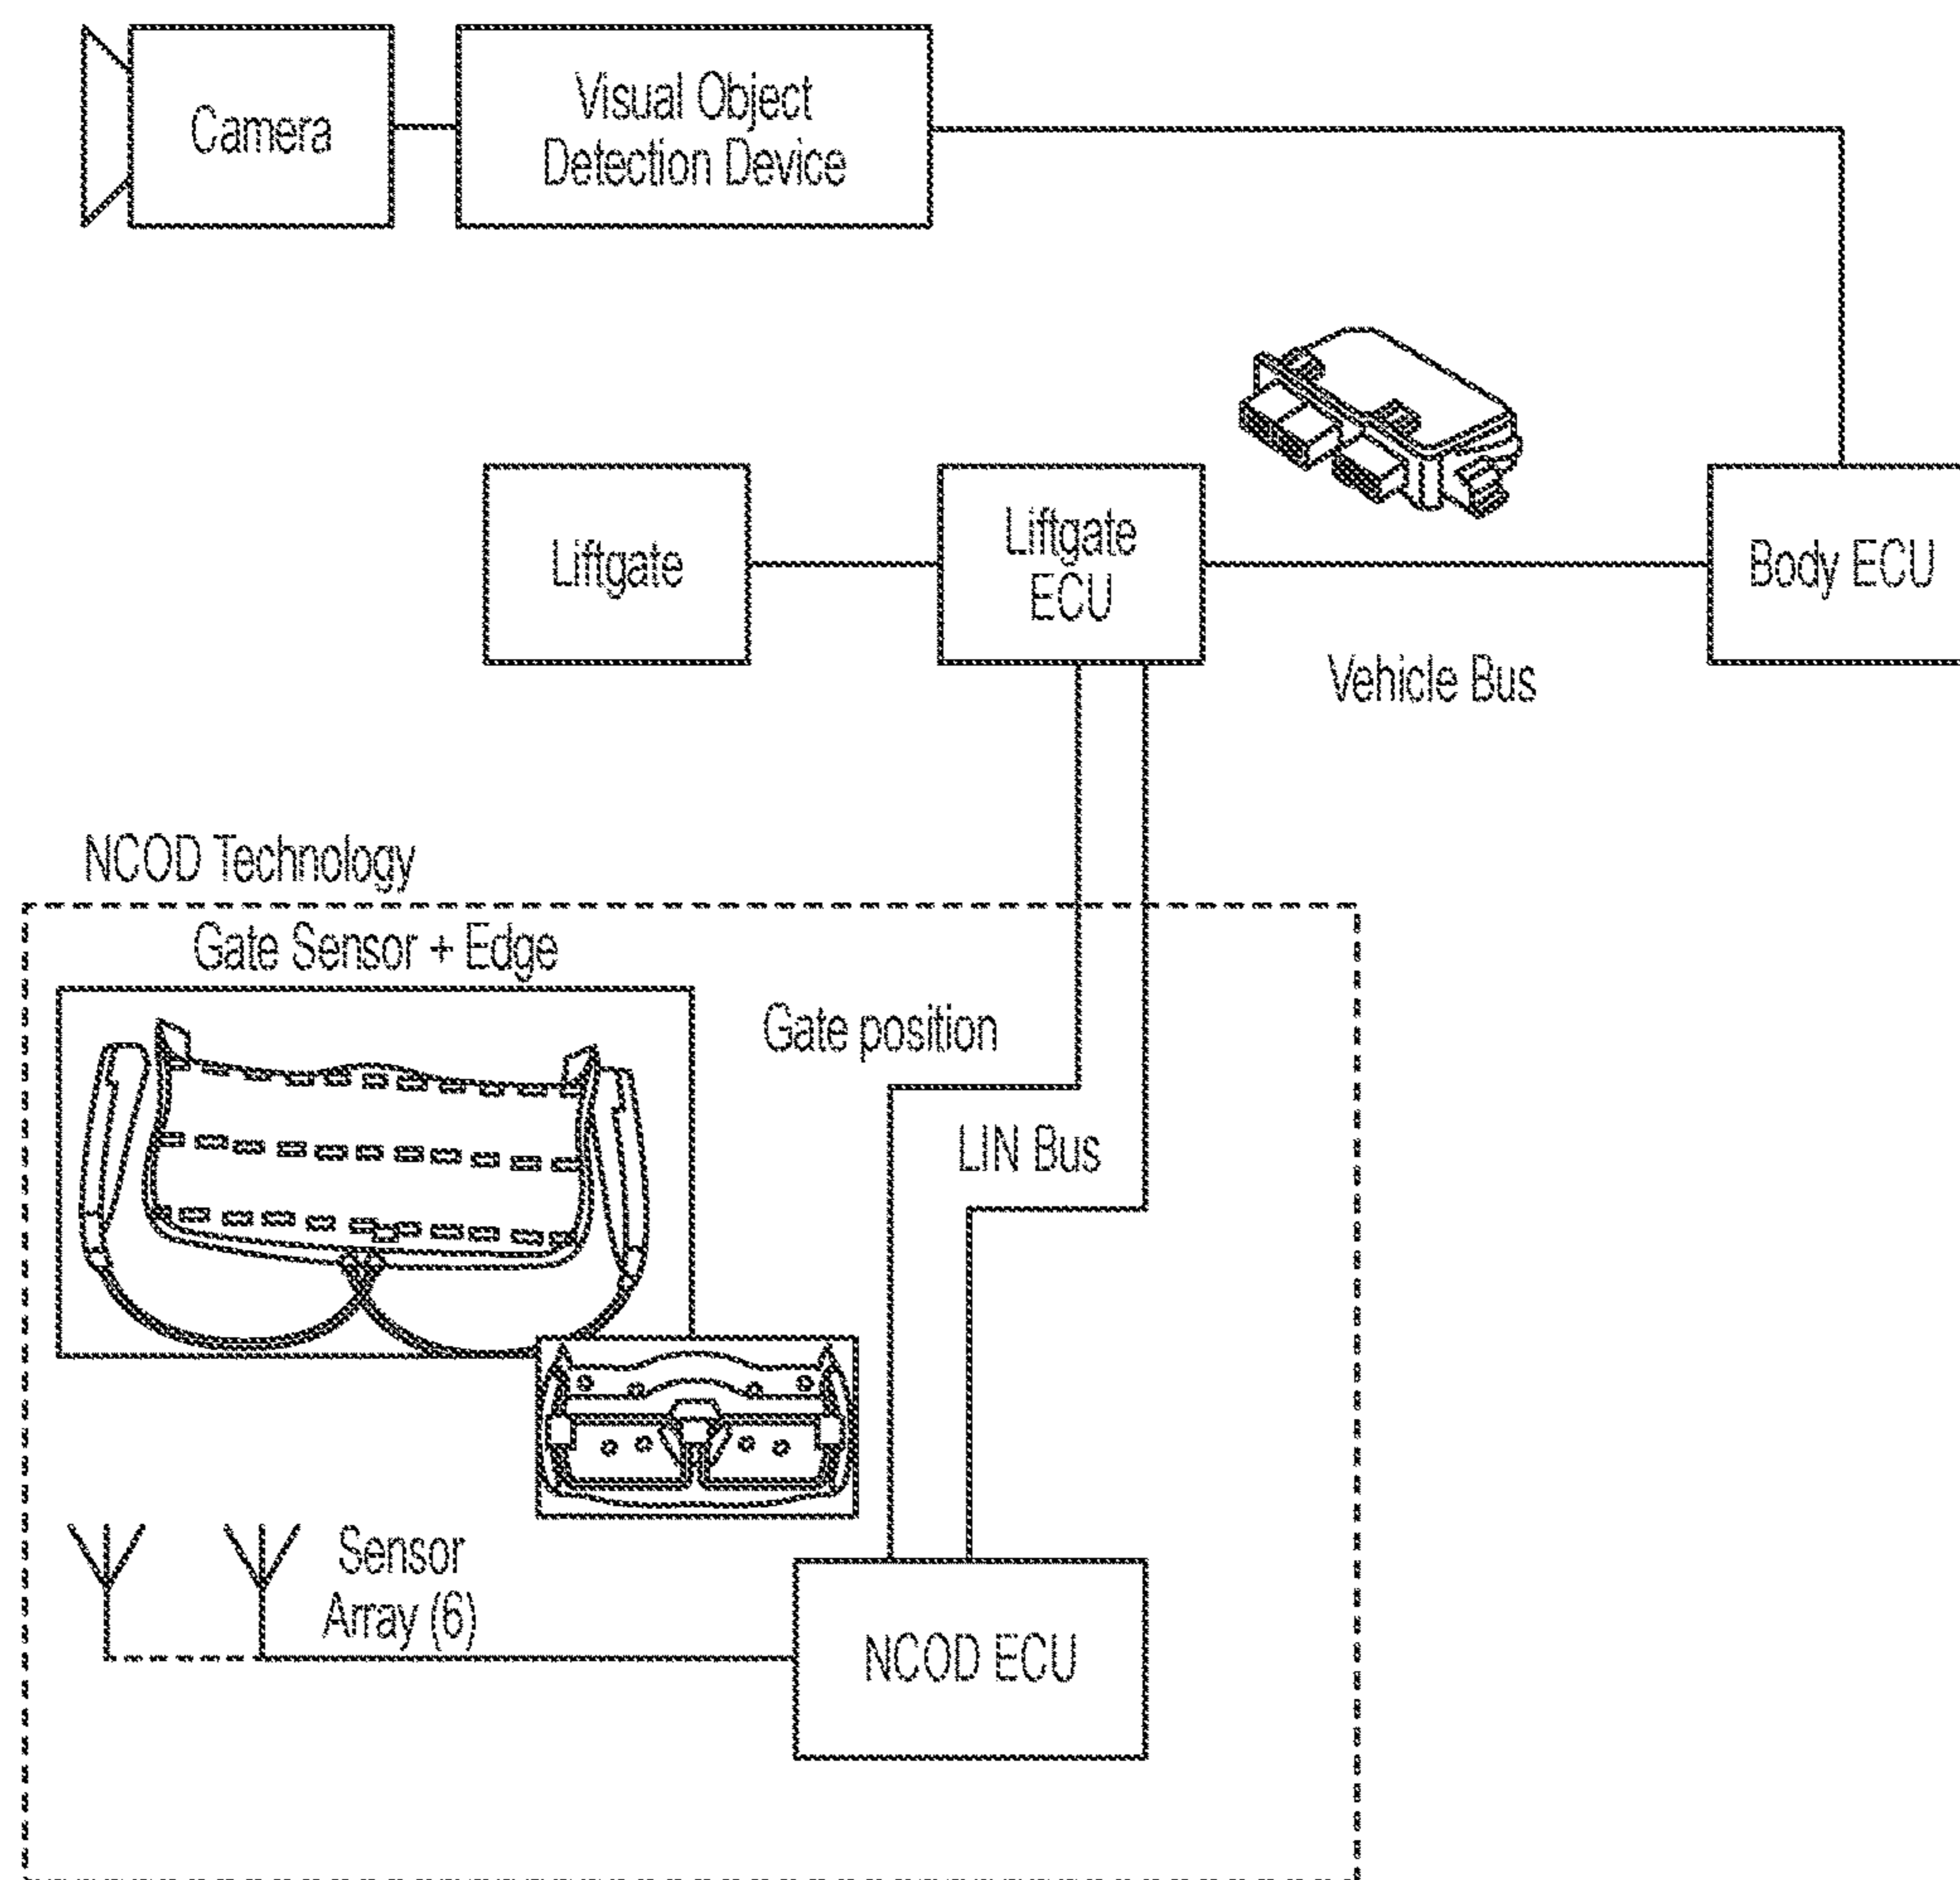 Camera
Visual Object
Detection Device
Liftgate
Liftgate
ECU
Body ECU
Vehicle Bus
NCOD Technology
Gate Sensor + Edge
Gate position
LIN Bus
Sensor
Array (6)
NCOD ECU